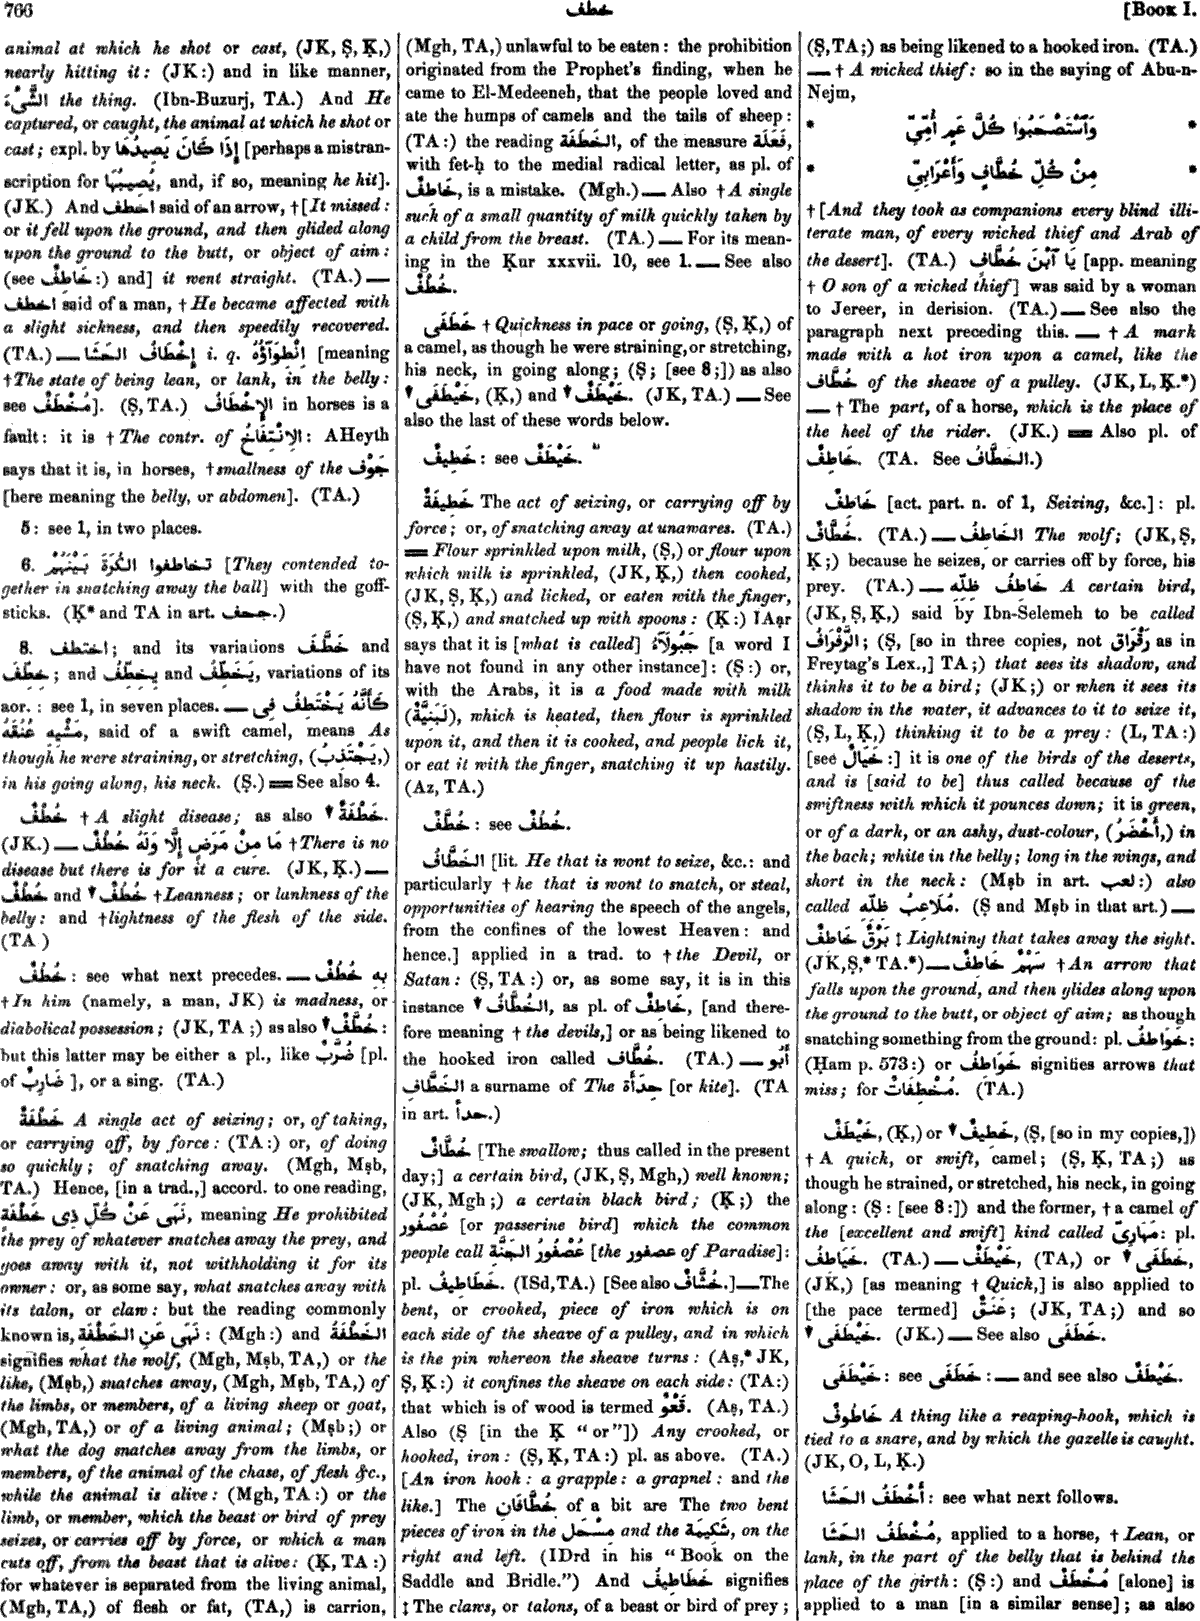 766
خطف
[Book I.
animal at which he shot or cast, (JK, Ṣ, Ḳ,)
nearly hitting it: (JK:) and in like manner,
الشَّىْءَ the thing. (Ibn-Buzurj, TA.) And He
captured, or caught, the animal at which he shot or
cast; expl. by إِذَا كَانَ يَصِيدُهَا [perhaps a mistran-
scription for يُصِيبُهَا, and, if so, meaning he hit].
(JK.) And اخطف said of an arrow, † [It missed:
or it fell upon the ground, and then glided along
upon the ground to the butt, or object of aim:
(see خَاطِفٌ:) and] it went straight. (TA.) —
اخطف said of a man, † He became affected with
a slight sickness, and then speedily recovered.
(TA.) — إِخْطَافُ الحَشَا i. q. اِنْطِوَآؤُهُ [meaning
† The state of being lean, or lank, in the belly:
see مُخْطَفٌ]. (Ṣ, TA.) الإِخْطَافُ in horses is a
fault: it is † The contr. of الاِنْتِفَاخُ: AHeyth
says that it is, in horses, † smallness of the جَوْف
[here meaning the belly, or abdomen]. (TA.)
5: see 1, in two places.
6. تخاطفوا الكُرَةَ بَيْنَهُمْ [They contended to-
gether in snatching away the ball] with the goff-
sticks. (Ḳ* and TA in art. جحف.)
8. اختطف; and its variations خَطَّفَ and
خِطِّفَ; and يَخَطِّفُ and يِخِطِّفُ, variations of its
aor.: see 1, in seven places. — كَأَنَّهُ يَخْتَطِفُ فِى
مَشْيِهِ عُنُقَهُ, said of a swift camel, means As
though he were straining, or stretching, (يَجْتَذِبُ,)
in his going along, his neck. (Ṣ.) ═ See also 4.
خُطْفٌ † A slight disease; as also ▾ خَطْفَةٌ.
(JK.) — مَا مِنْ مَرَضٍ إِلَّا وَلَهُ خُطْفٌ † There is no
disease but there is for it a cure. (JK, Ḳ.) —
خُطْفٌ and ▾ خُطُفٌ † Leanness; or lankness of the
belly: and † lightness of the flesh of the side.
(TA)
خُطُفٌ: see what next precedes. — بِهِ خُطُفٌ
† In him (namely, a man, JK) is madness, or
diabolical possession; (JK, TA;) as also ▾ خُطَّفٌ:
but this latter may be either a pl., like ضُرَّبٌ [pl.
of ضَارِبٌ], or a sing. (TA.)
خَطْفَةٌ A single act of seizing; or, of taking,
or carrying off, by force: (TA:) or, of doing
so quickly; of snatching away. (Mgh, Mṣb,
TA.) Hence, [in a trad.,] accord. to one reading,
نَهَى عَنْ كُلِّ ذِى خَطْفَة, meaning He prohibited
the prey of whatever snatches away the prey, and
goes away with it, not withholding it for its
owner: or, as some say, what snatches away with
its talon, or claw: but the reading commonly
known is, نَهَى عَنِ الخَطْفَةِ: (Mgh:) and الخَطْفَةُ
signifies what the wolf, (Mgh, Mṣb, TA,) or the
like, (Mṣb,) snatches away, (Mgh, Mṣb, TA,) of
the limbs, or members, of a living sheep or goat,
(Mgh, TA,) or of a living animal; (Mṣb;) or
what the dog snatches away from the limbs, or
members, of the animal of the chase, of flesh &c.,
while the animal is alive: (Mgh, TA:) or the
limb, or member, which the beast or bird of prey
seizes, or carries off by force, or which a man
cuts off, from the beast that is alive: (Ḳ, TA:)
for whatever is separated from the living animal,
(Mgh, TA,) of flesh or fat, (TA,) is carrion,
(Mgh, TA,) unlawful to be eaten: the prohibition
originated from the Prophet's finding, when he
came to El-Medeeneh, that the people loved and
ate the humps of camels and the tails of sheep:
(TA:) the reading الخَطَفَة, of the measure فَعَلَة,
with fet-ḥ to the medial radical letter, as pl. of
خَاطِفٌ, is a mistake. (Mgh.) — Also † A single
suck of a small quantity of milk quickly taken by
a child from the breast. (TA.) — For its mean-
ing in the Ḳur xxxvii. 10, see 1. — See also
خُطْفٌ.
خَطَفَى † Quickness in pace or going, (Ṣ, Ḳ,) of
a camel, as though he were straining, or stretching,
his neck, in going along; (Ṣ; [see 8;]) as also
▾ خَيْطَفَى, (Ḳ,) and ▾ خَيْطَفٌ. (JK, TA.) — See
also the last of these words below.
خَطِيفٌ: see خَيْطَفٌ.
خَطِيفَةٌ The act of seizing, or carrying off by
force; or, of snatching away at unawares. (TA.)
═ Flour sprinkled upon milk, (Ṣ,) or flour upon
which milk is sprinkled, (JK, Ḳ,) then cooked,
(JK, Ṣ, Ḳ,) and licked, or eaten with the finger,
(Ṣ, Ḳ,) and snatched up with spoons: (Ḳ:) IAạr
says that it is [what is called] جَبُولَآءُ [a word I
have not found in any other instance]: (Ṣ:) or,
with the Arabs, it is a food made with milk
(لَبَنِيَّةٌ), which is heated, then flour is sprinkled
upon it, and then it is cooked, and people lick it,
or eat it with the finger, snatching it up hastily.
(Az, TA.)
خُطَّفٌ: see خُطُفٌ.
الخَطَّافُ [lit. He that is wont to seize, &c.: and
particularly † he that is wont to snatch, or steal,
opportunities of hearing the speech of the angels,
from the confines of the lowest Heaven: and
hence.] applied in a trad. to † the Devil, or
Satan: (Ṣ, TA:) or, as some say, it is in this
instance ▾ الخُطَّافُ, as pl. of خَاطِفٌ, [and there-
fore meaning † the devils,] or as being likened to
the hooked iron called خُطَّاف. (TA.) — أَبُو
الخَطَّافِ a surname of The حِدَأَة [or kite]. (TA
in art. حدأ.)
خُطَّافٌ [The swallow; thus called in the present
day;] a certain bird, (JK, Ṣ, Mgh,) well known;
(JK, Mgh;) a certain black bird; (Ḳ;) the
عُصْفُور [or passerine bird] which the common
people call عُصْفُورُ الجَنَّةِ [the عصفور of Paradise]:
pl. خَطَاطِيفُ. (ISd, TA.) [See also خُشَّافٌ.] — The
bent, or crooked, piece of iron which is on
each side of the sheave of a pulley, and in which
is the pin whereon the sheave turns: (Aṣ,* JK,
Ṣ, Ḳ:) it confines the sheave on each side: (TA:)
that which is of wood is termed قَعْوٌ. (Aṣ, TA.)
Also (Ṣ [in the Ḳ "or"]) Any crooked, or
hooked, iron: (Ṣ, Ḳ, TA:) pl. as above. (TA.)
[An iron hook: a grapple: a grapnel: and the
like.] The خُطَّافَانِ of a bit are The two bent
pieces of iron in the مِسْحَل and the شَكِيمَة, on the
right and left. (IDrd in his "Book on the
Saddle and Bridle.") And خَطَاطِيفُ signifies
‡ The claws, or talons, of a beast or bird of prey;
(Ṣ, TA;) as being likened to a hooked iron. (TA.)
— † A wicked thief: so in the saying of Abu-n-
Nejm,
* وَٱسْتَصْحَبُوا كُلَّ عَمٍ أُمِّىِّ *
* مِنْ كُلِّ خُطَّافٍ وَأَعْرَابِىِّ *
† [And they took as companions every blind illi-
terate man, of every wicked thief and Arab of
the desert]. (TA.) يَا ٱبْنَ خُطَّافٍ [app. meaning
† O son of a wicked thief] was said by a woman
to Jereer, in derision. (TA.) — See also the
paragraph next preceding this. — † A mark
made with a hot iron upon a camel, like the
خُطَّاف of the sheave of a pulley. (JK, L, Ḳ.*)
— † The part, of a horse, which is the place of
the heel of the rider. (JK.) ═ Also pl. of
خَاطِفٌ. (TA. See الخَطَّافُ.)
خَاطِفٌ [act. part. n. of 1, Seizing, &c.]: pl.
خُطَّافٌ. (TA.) — الخَاطِفُ The wolf; (JK, Ṣ,
Ḳ;) because he seizes, or carries off by force, his
prey. (TA.) — خَاطِفُ ظِلِّهِ A certain bird,
(JK, Ṣ, Ḳ,) said by Ibn-Selemeh to be called
الرَّفْرَافُ; (Ṣ, [so in three copies, not رَقْرَاق as in
Freytag's Lex.,] TA;) that sees its shadow, and
thinks it to be a bird; (JK;) or when it sees its
shadow in the water, it advances to it to seize it,
(Ṣ, L, Ḳ,) thinking it to be a prey: (L, TA:)
[see خَيَالٌ:] it is one of the birds of the deserts,
and is [said to be] thus called because of the
swiftness with which it pounces down; it is green,
or of a dark, or an ashy, dust-colour, (أَخْضَرُ,) in
the back; white in the belly; long in the wings, and
short in the neck: (Mṣb in art. لعب:) also
called مُلَاعِبُ ظِلِّهِ. (Ṣ and Mṣb in that art.) —
بَرْقٌ خَاطِفٌ ‡ Lightning that takes away the sight.
(JK, Ṣ,* TA.*) — سَهْمٌ خَاطِفٌ † An arrow that
falls upon the ground, and then glides along upon
the ground to the butt, or object of aim; as though
snatching something from the ground: pl. خَوَاطِفُ:
(Ḥam p. 573:) or خَوَاطِفُ signifies arrows that
miss; for مُخْطِفَاتٌ. (TA.)
خَيْطَفٌ, (Ḳ,) or ▾ خَطِيفٌ, (Ṣ, [so in my copies,])
† A quick, or swift, camel; (Ṣ, Ḳ, TA;) as
though he strained, or stretched, his neck, in going
along: (Ṣ: [see 8:]) and the former, † a camel of
the [excellent and swift] kind called مَهَارِىّ: pl.
خَيَاطِفُ. (TA.) — خَيْطَفٌ, (TA,) or ▾ خَطَفَى,
(JK,) [as meaning † Quick,] is also applied to
[the pace termed] عَنَقٌ; (JK, TA;) and so
▾ خَيْطَفَى. (JK.) — See also خَطَفَى.
خَيْطَفَى: see خَطَفَى: — and see also خَيْطَفٌ.
خَاطُوفٌ A thing like a reaping-hook, which is
tied to a snare, and by which the gazelle is caught.
(JK, O, L, Ḳ.)
أَخْطَفُ الحَشَا: see what next follows.
مُخْطَفُ الحَشَا, applied to a horse, † Lean, or
lank, in the part of the belly that is behind the
place of the girth: (Ṣ:) and مُخْطَفٌ [alone] is
applied to a man [in a similar sense]; as also